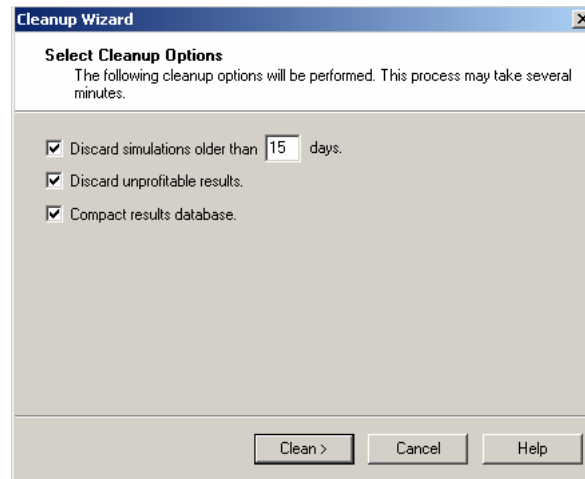 Cleanup Wizard
Select Cleanup Options
The following cleanup options will be performed. This process may take several
minutes.
Discard simulations older than 15 days.
Discard unprofitable results.
Compact results database.
Clean > Cancel Help